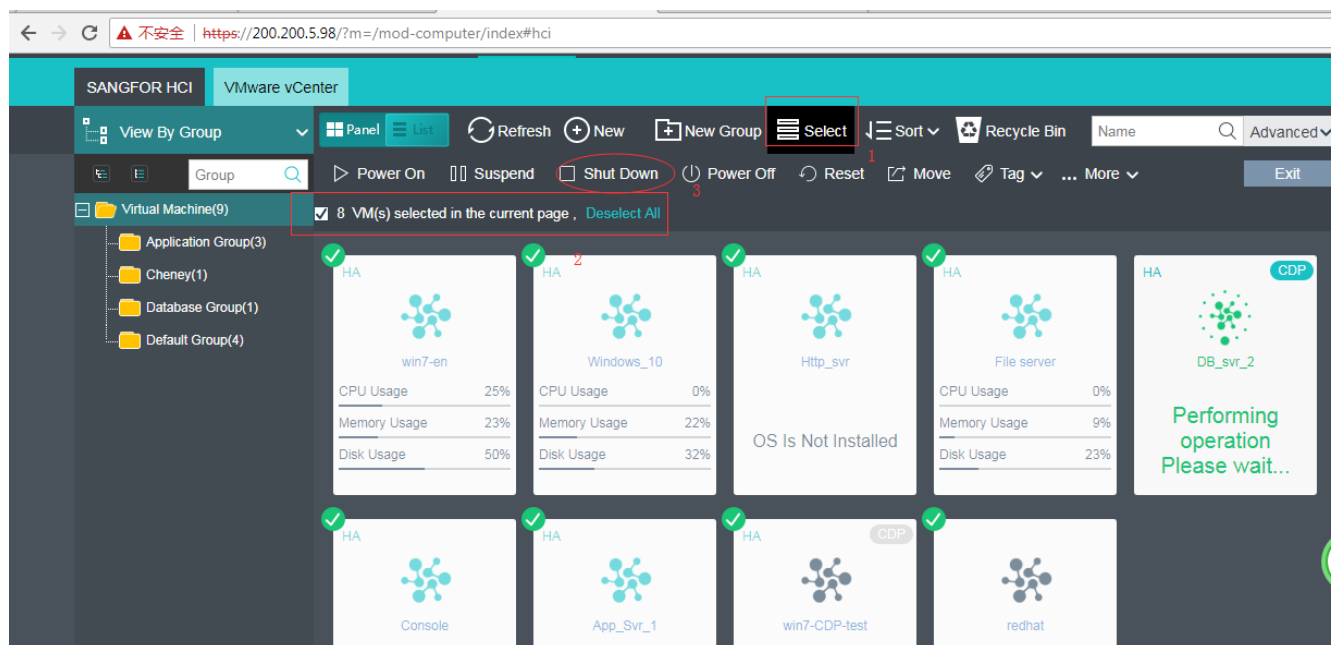 不安全 https://200.200.5.98/?m=/mod-computer/index#hci
SANGFOR HCI VMware vCenter
View By Group Panel List Refresh New New Group Select Sort Recycle Bin Name Advanced
1
Group Power On Suspend Shut Down Power Off Reset Move Tag ... More Exit
3
Virtual Machine(9) 8 VM(s) selected in the current page , Deselect All
Application Group(3)
Cheney(1)
Database Group(1)
Default Group(4)
2
HA HA HA HA HA CDP
win7-en Windows_10 Http_svr File server DB_svr_2
CPU Usage 25% CPU Usage 0% CPU Usage 0%
Memory Usage 23% Memory Usage 22% Memory Usage 9%
Disk Usage 50% Disk Usage 32% Disk Usage 23%
OS Is Not Installed
Performing
operation
Please wait...
HA HA HA CDP
Console App_Svr_1 win7-CDP-test redhat